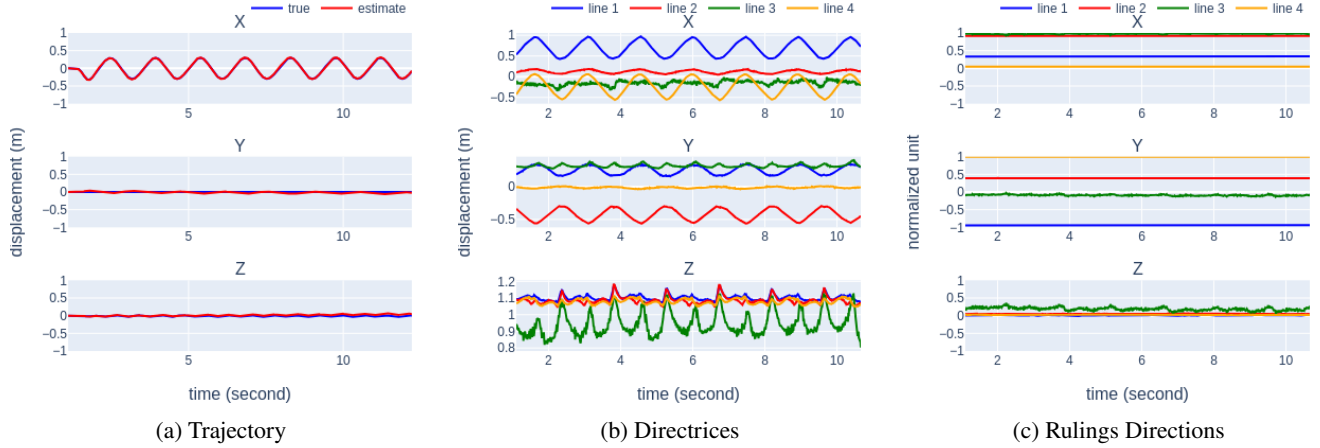 true estimate
X
1
0.5
0
−0.5
−1
5 10
Y
1
0.5
0
−0.5
−1
5 10
Z
1
0.5
0
−0.5
−1
5 10
displacement (m)
time (second)
(a) Trajectory
line 1 line 2 line 3 line 4
X
1
0.5
0
−0.5
2 4 6 8 10
Y
0.5
0
−0.5
2 4 6 8 10
Z
1.2
1.1
1
0.9
0.8
2 4 6 8 10
displacement (m)
time (second)
(b) Directrices
line 1 line 2 line 3 line 4
X
1
0.5
0
−0.5
−1
2 4 6 8 10
Y
1
0.5
0
−0.5
−1
2 4 6 8 10
Z
1
0.5
0
−0.5
−1
2 4 6 8 10
normalized unit
time (second)
(c) Rulings Directions